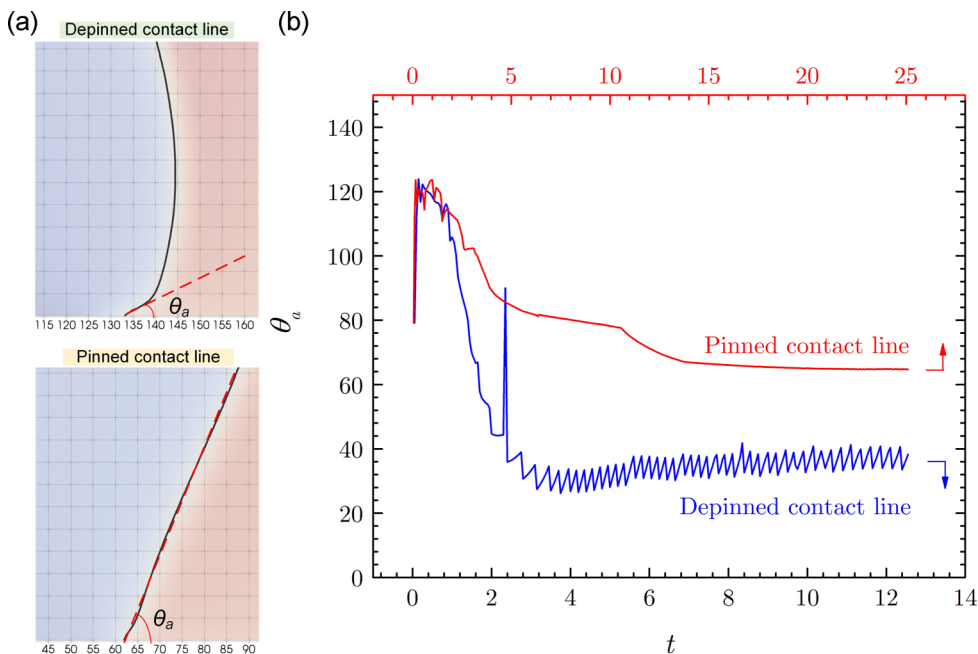 (a)
Depinned contact line
θa
115 120 125 130 135 140 145 150 155 160
Pinned contact line
θa
45 50 55 60 65 70 75 80 85 90
(b)
0 5 10 15 20 25
140
120
100
80
60
40
20
0
θa
Pinned contact line
Depinned contact line
0 2 4 6 8 10 12 14
t